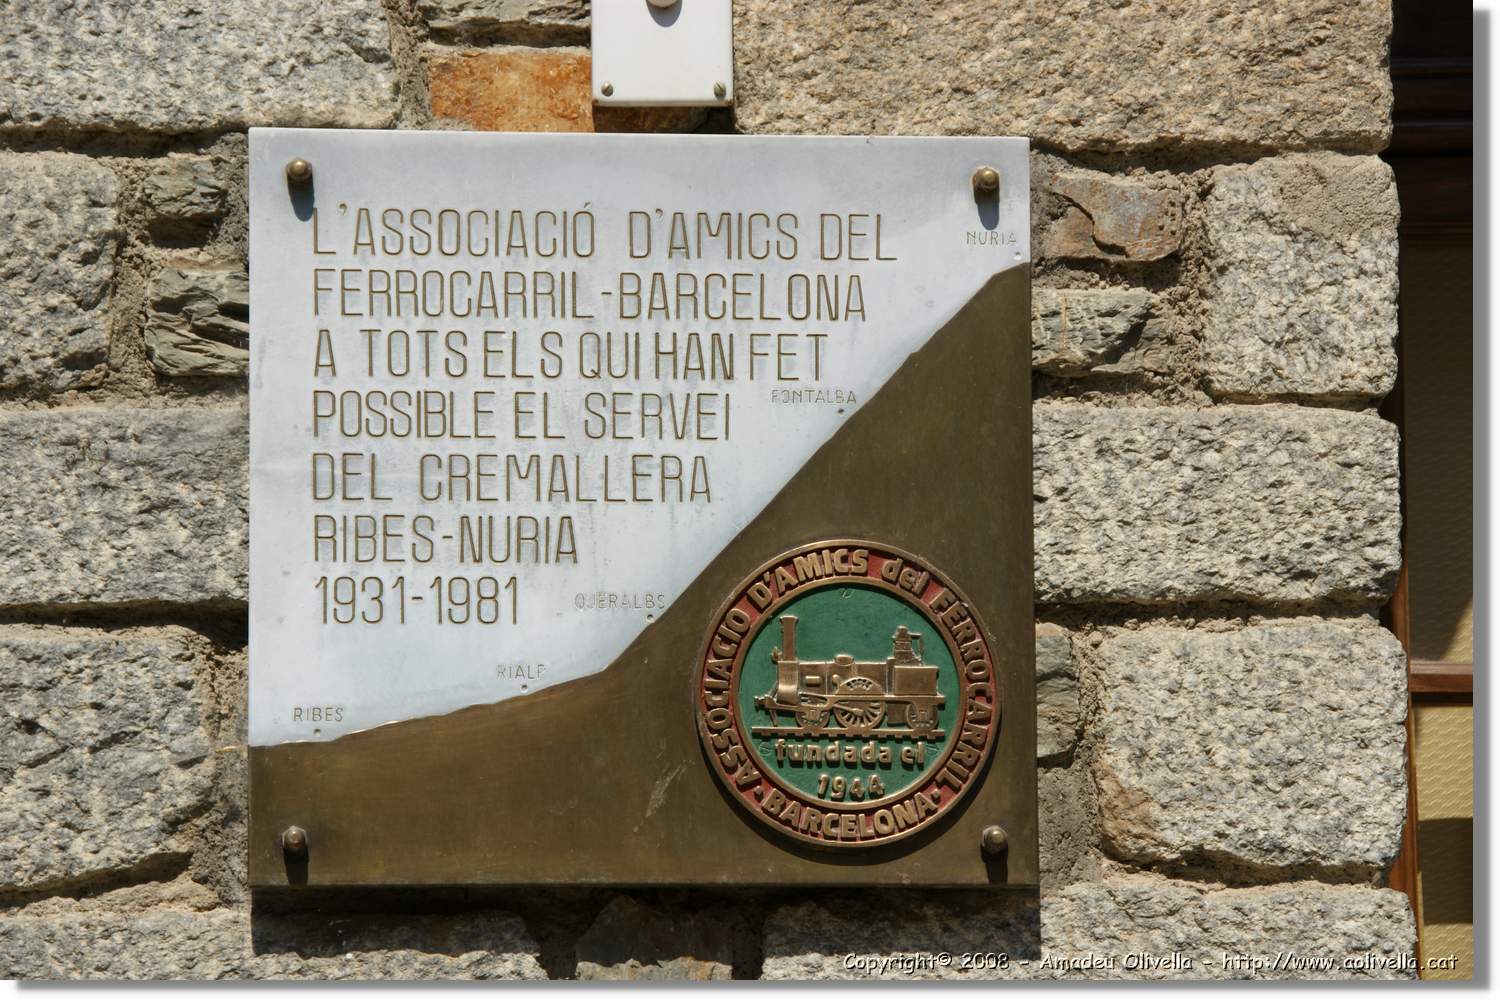 L'ASSOCIACIÓ D'AMICS DEL
FERROCARRIL-BARCELONA
A TOTS ELS QUI HAN FET
POSSIBLE EL SERVEI
DEL CREMALLERA
RIBES-NURIA
1931-1981
NURIA
FONTALBA
QUERALBS
RIALP
RIBES
ASSOCIACIO D'AMICS del FERROCARRIL
· BARCELONA ·
fundada el
1944
Copyright© 2008 - Amadeu Olivella - http://www.aolivella.cat